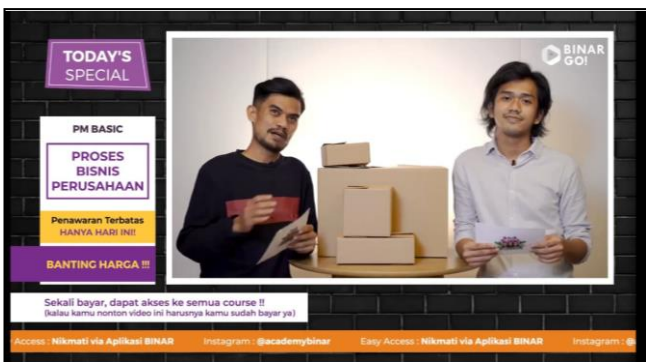 TODAY'S
SPECIAL
BINAR
GO!
PM BASIC
PROSES
BISNIS
PERUSAHAAN
Penawaran Terbatas
HANYA HARI INI!!
BANTING HARGA !!!
Sekali bayar, dapat akses ke semua course !!
(kalau kamu nonton video ini harusnya kamu sudah bayar ya)
Access : Nikmati via Aplikasi BINAR Instagram : @academybinar Easy Access : Nikmati via Aplikasi BINAR Instagram :